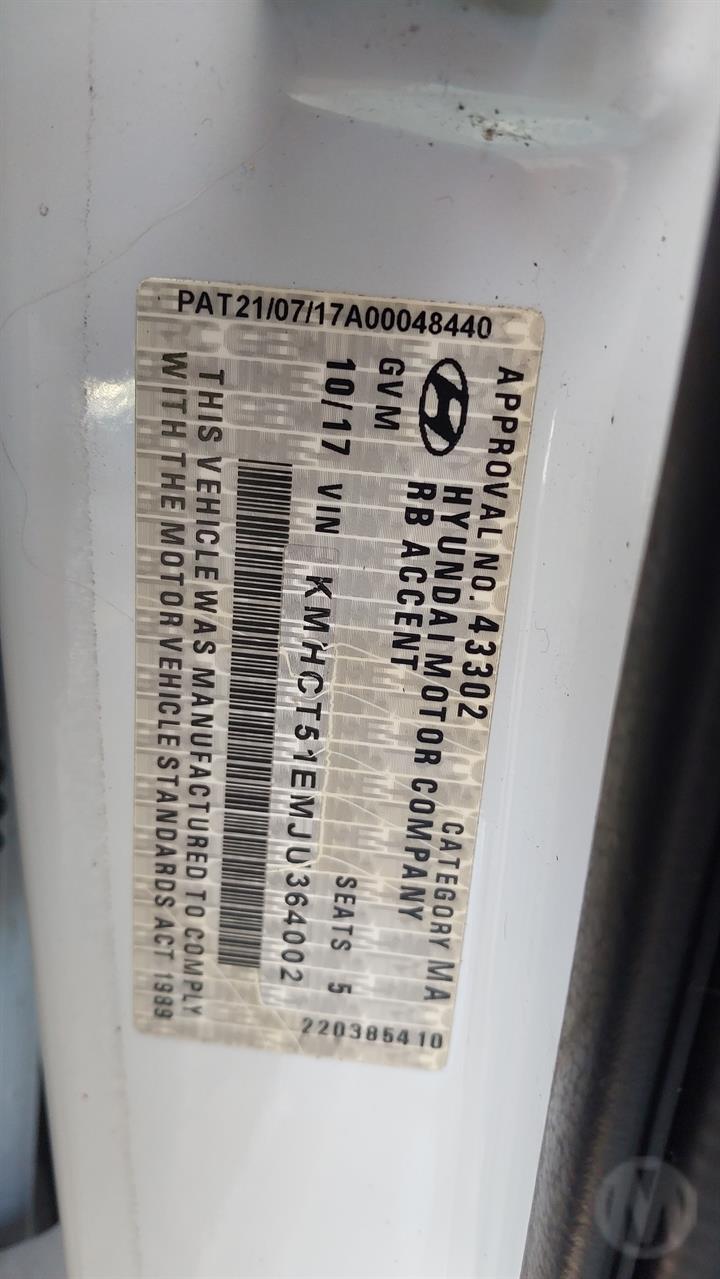 PAT21/07/17A00048440
APPROVAL NO. 43302 CATEGORY MA
HYUNDAI MOTOR COMPANY
RB ACCENT
GVM
10/17 VIN KMHCT51EMJU364002 SEATS 5
THIS VEHICLE WAS MANUFACTURED TO COMPLY
WITH THE MOTOR VEHICLE STANDARDS ACT 1989
220385410
M